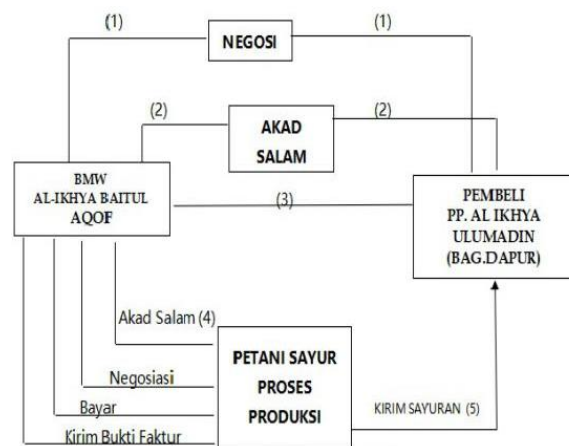 (1)
NEGOSI
(1)
(2)
AKAD
SALAM
(2)
BMW
AL-IKHYA BAITUL
AQOF
(3)
PEMBELI
PP. AL IKHYA
ULUMADIN
(BAG.DAPUR)
Akad Salam (4)
Negosiasi
Bayar
Kirim Bukti Faktur
PETANI SAYUR
PROSES
PRODUKSI
KIRIM SAYURAN (5)